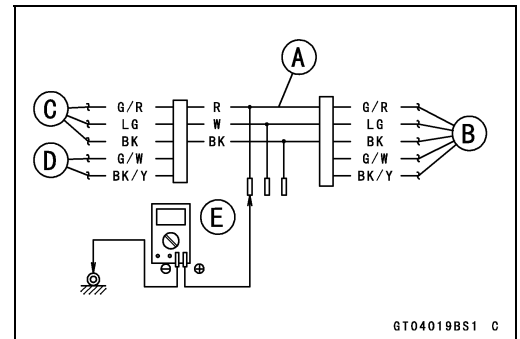 A
C G/R R G/R
LG W LG
BK BK BK B
D G/W G/W
BK/Y BK/Y
E
⊖ ⊕
GT04019BS1 C